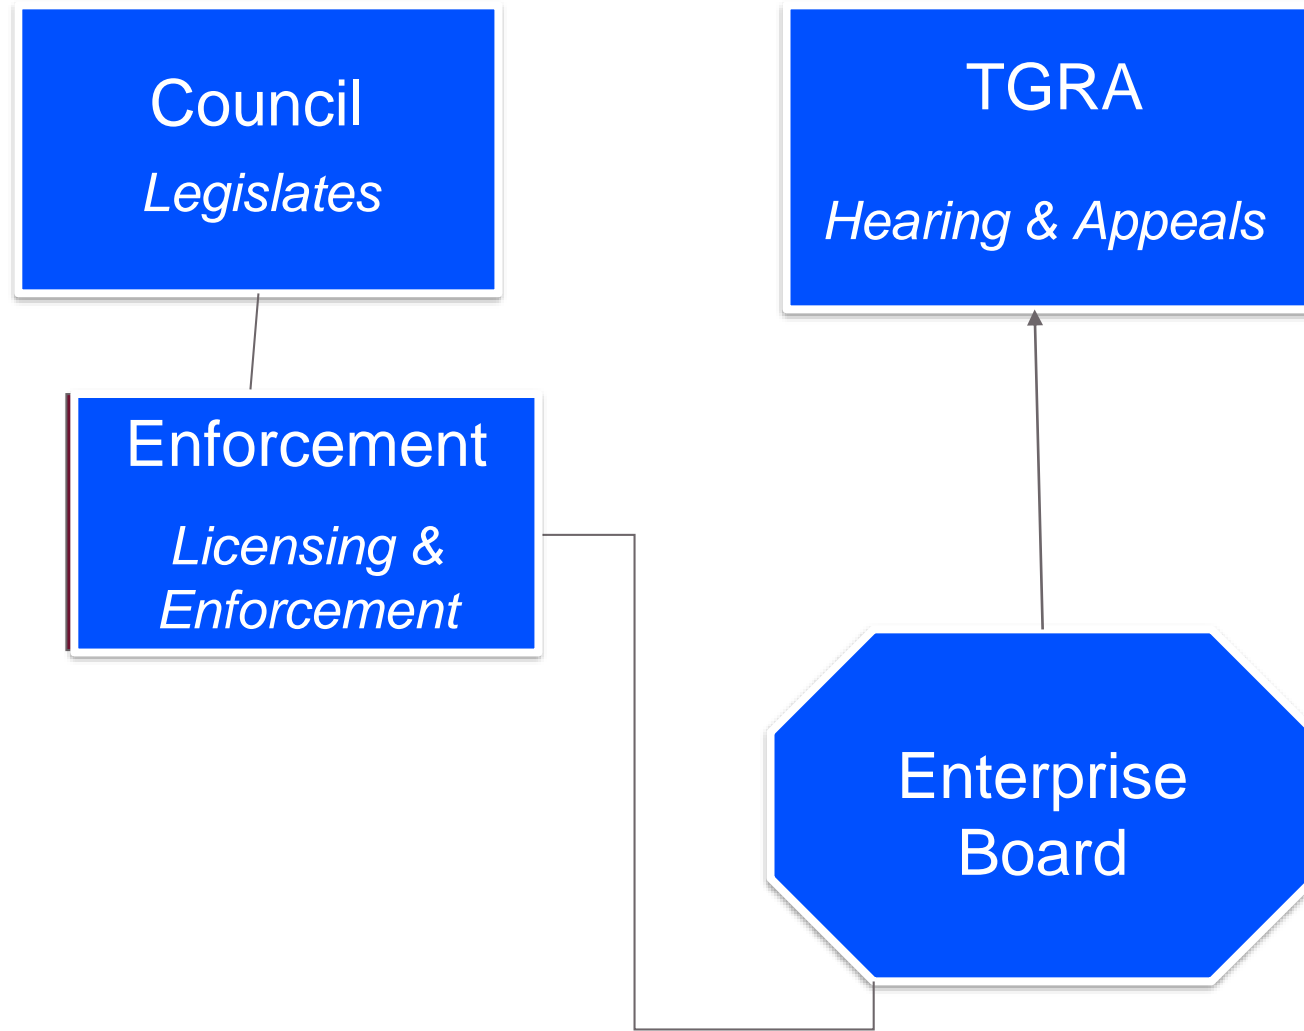 Council
Legislates
TGRA
Hearing & Appeals
Enforcement
Licensing &
Enforcement
Enterprise
Board